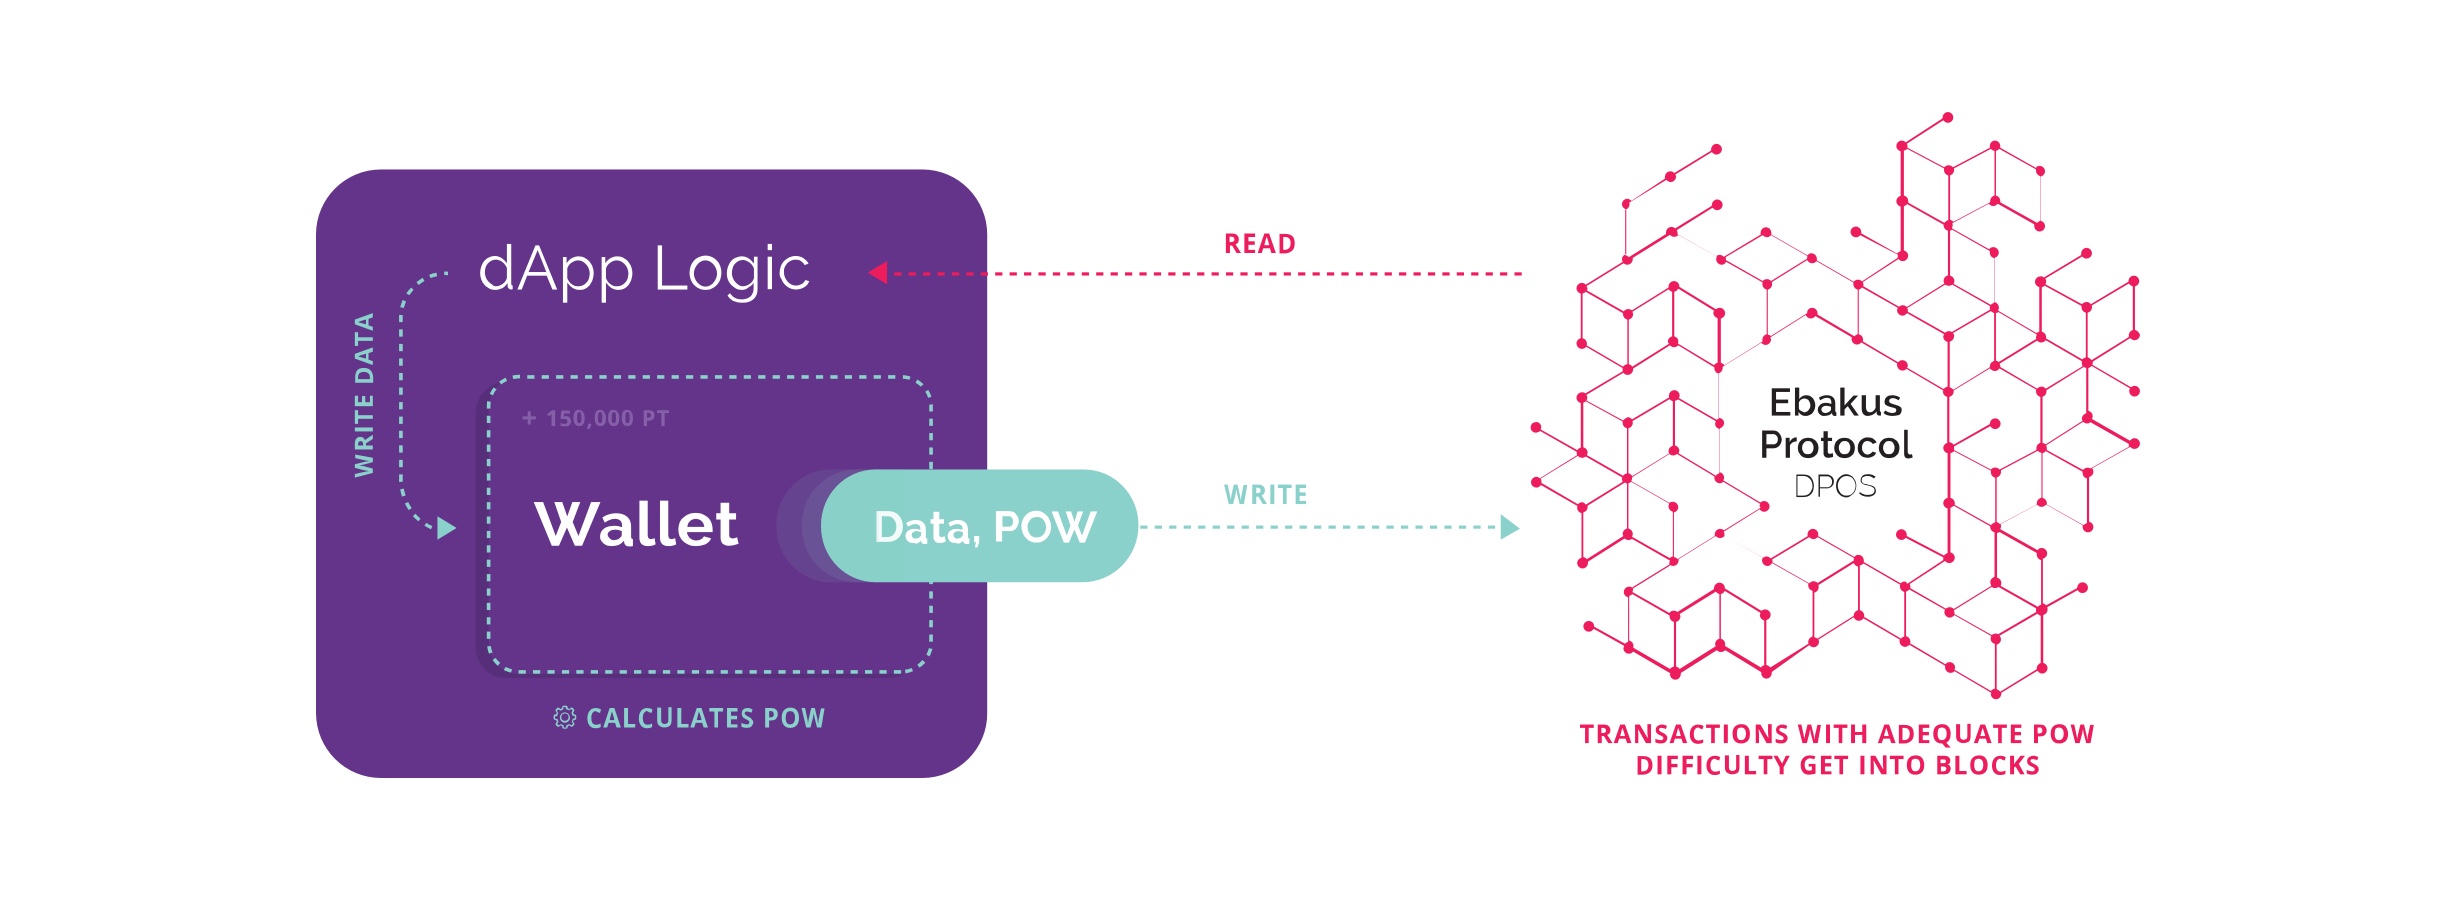 dApp Logic
WRITE DATA
+ 150,000 PT
Wallet
Data, POW
CALCULATES POW
READ
WRITE
Ebakus
Protocol
DPOS
TRANSACTIONS WITH ADEQUATE POW
DIFFICULTY GET INTO BLOCKS